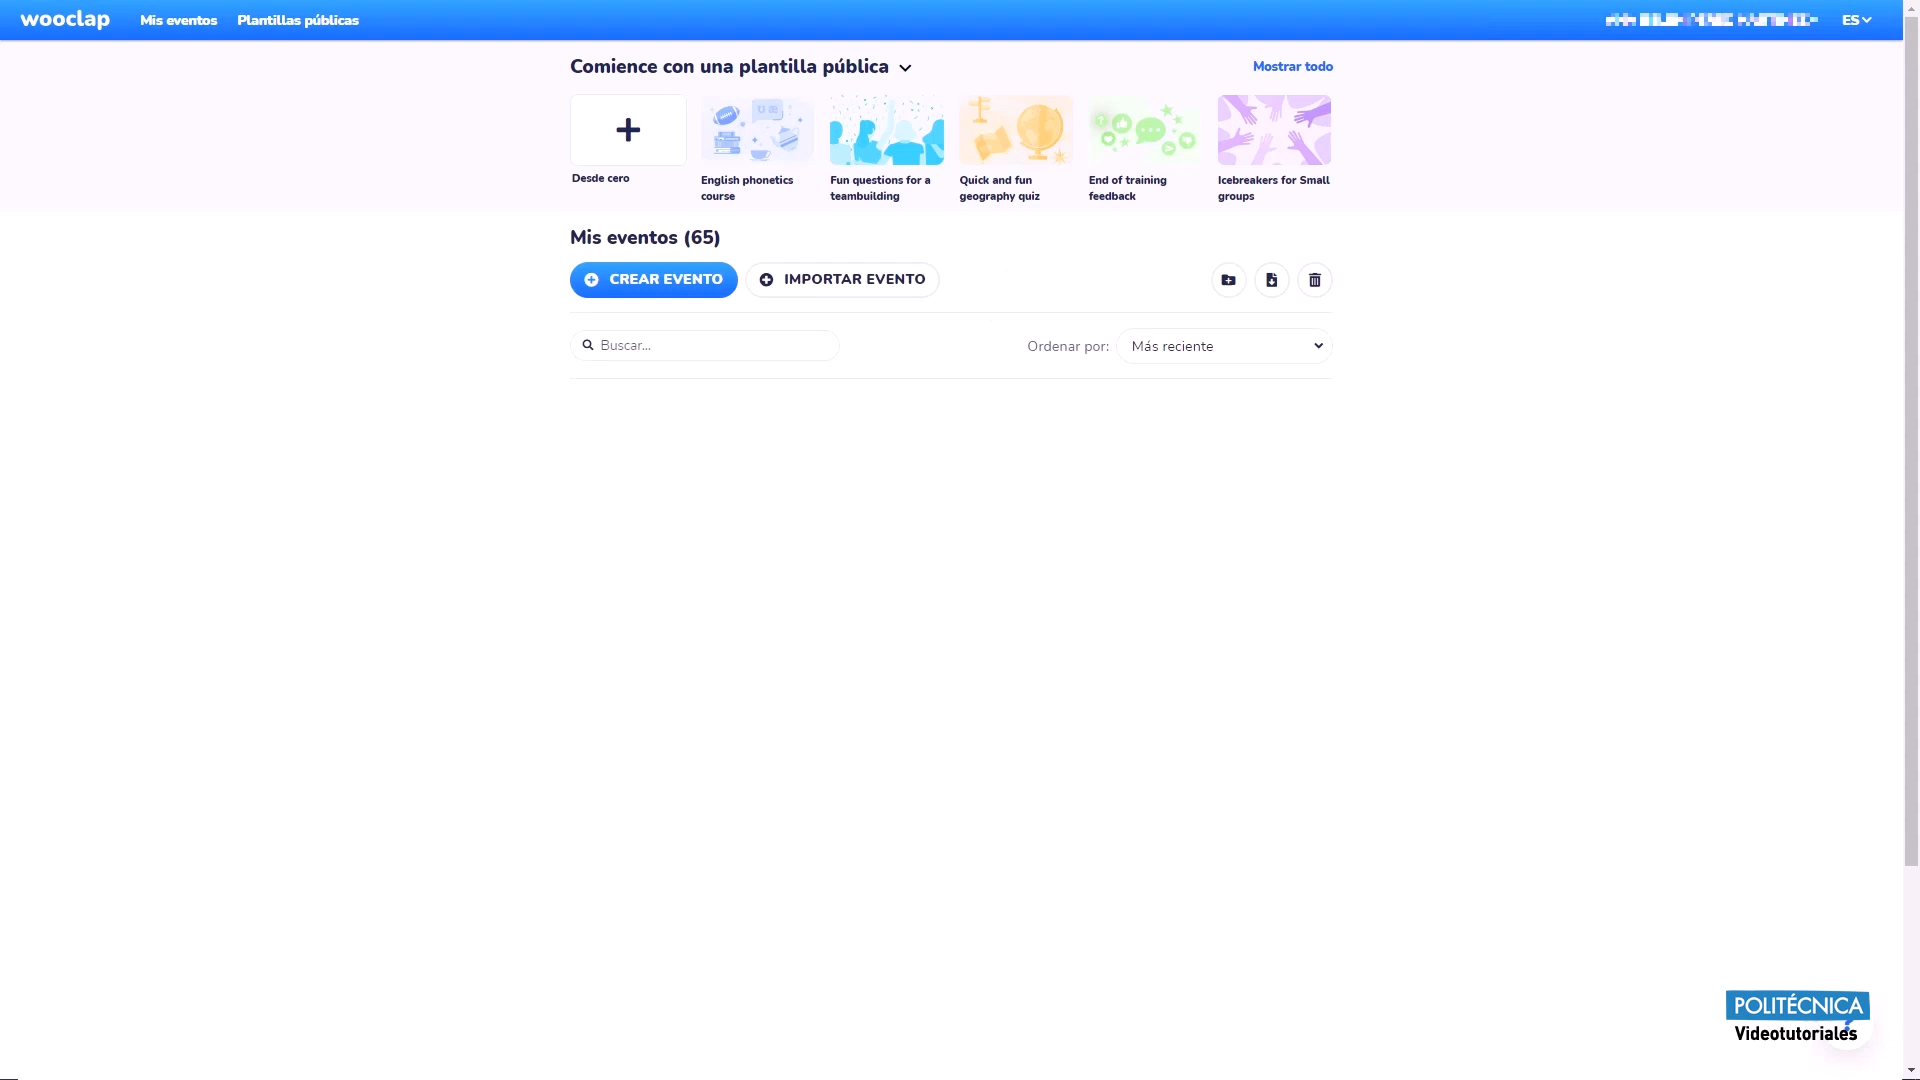 wooclap Mis eventos Plantillas públicas ES
Comience con una plantilla pública Mostrar todo
Desde cero
English phonetics course
Fun questions for a teambuilding
Quick and fun geography quiz
End of training feedback
Icebreakers for Small groups
Mis eventos (65)
CREAR EVENTO IMPORTAR EVENTO
Buscar... Ordenar por: Más reciente
POLITÉCNICA
Videotutoriales